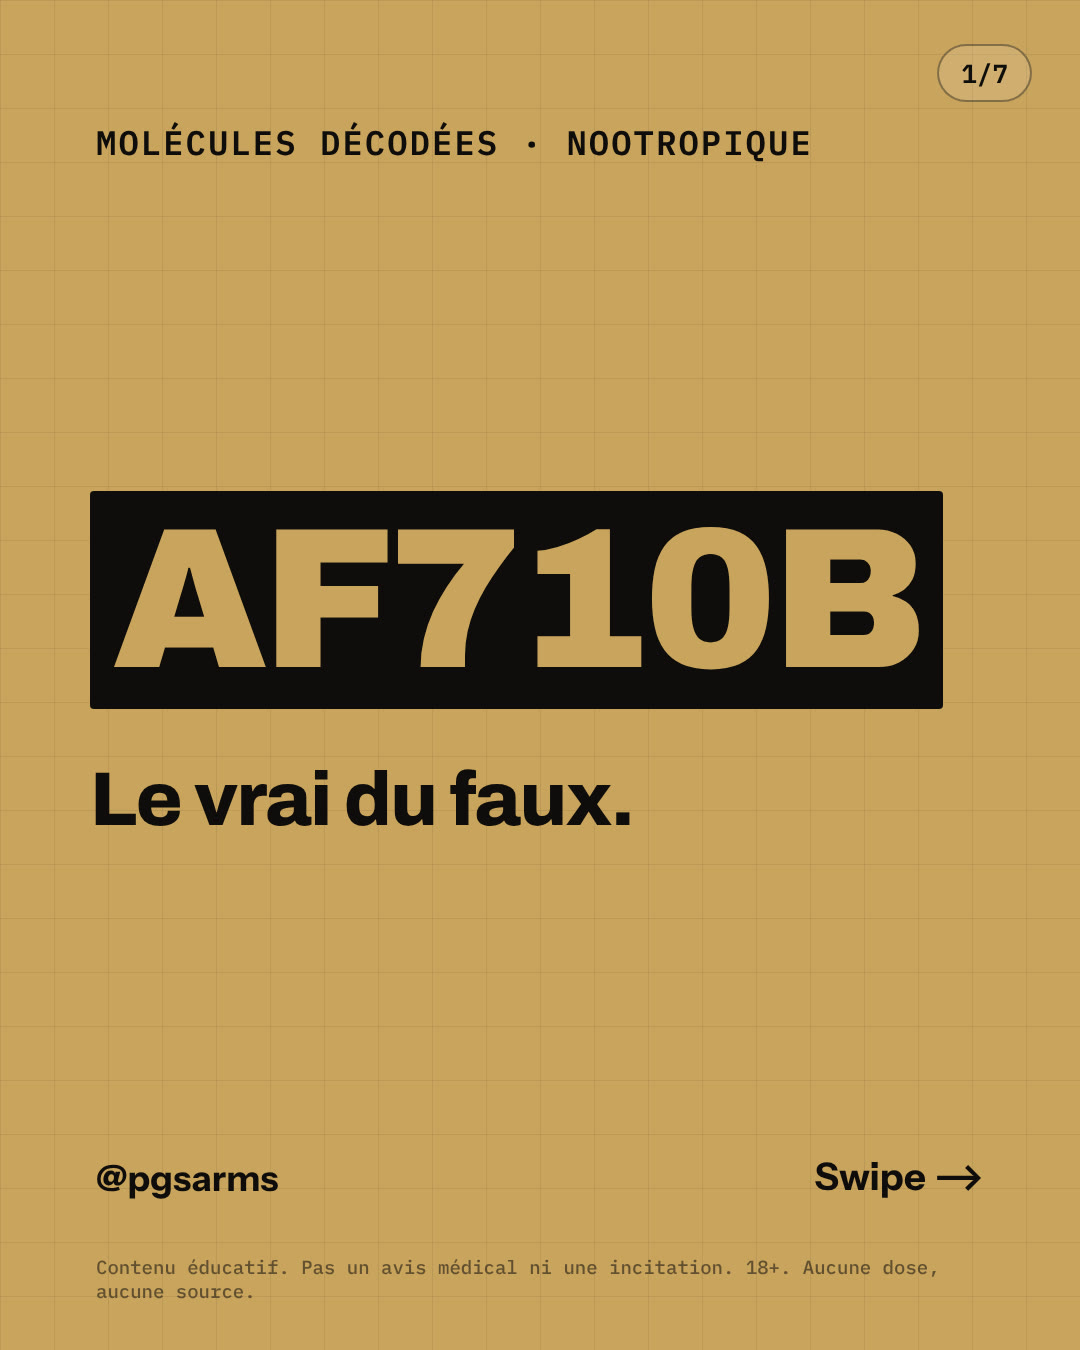 1/7
MOLÉCULES DÉCODÉES · NOOTROPIQUE
AF710B
Le vrai du faux.
@pgsarms
Swipe →
Contenu éducatif. Pas un avis médical ni une incitation. 18+. Aucune dose,
aucune source.